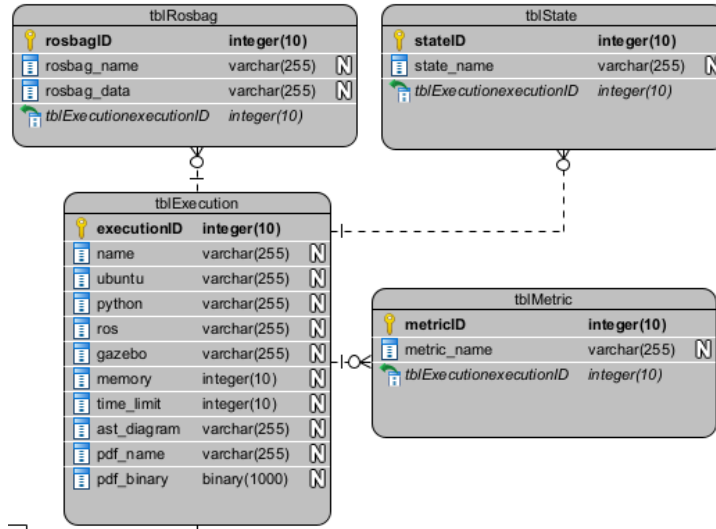 tblRosbag
rosbagID integer(10)
rosbag_name varchar(255) N
rosbag_data varchar(255) N
tblExecutionexecutionID integer(10)
tblState
stateID integer(10)
state_name varchar(255) N
tblExecutionexecutionID integer(10)
tblExecution
executionID integer(10)
name varchar(255) N
ubuntu varchar(255) N
python varchar(255) N
ros varchar(255) N
gazebo varchar(255) N
memory integer(10) N
time_limit integer(10) N
ast_diagram varchar(255) N
pdf_name varchar(255) N
pdf_binary binary(1000) N
tblMetric
metricID integer(10)
metric_name varchar(255) N
tblExecutionexecutionID integer(10)